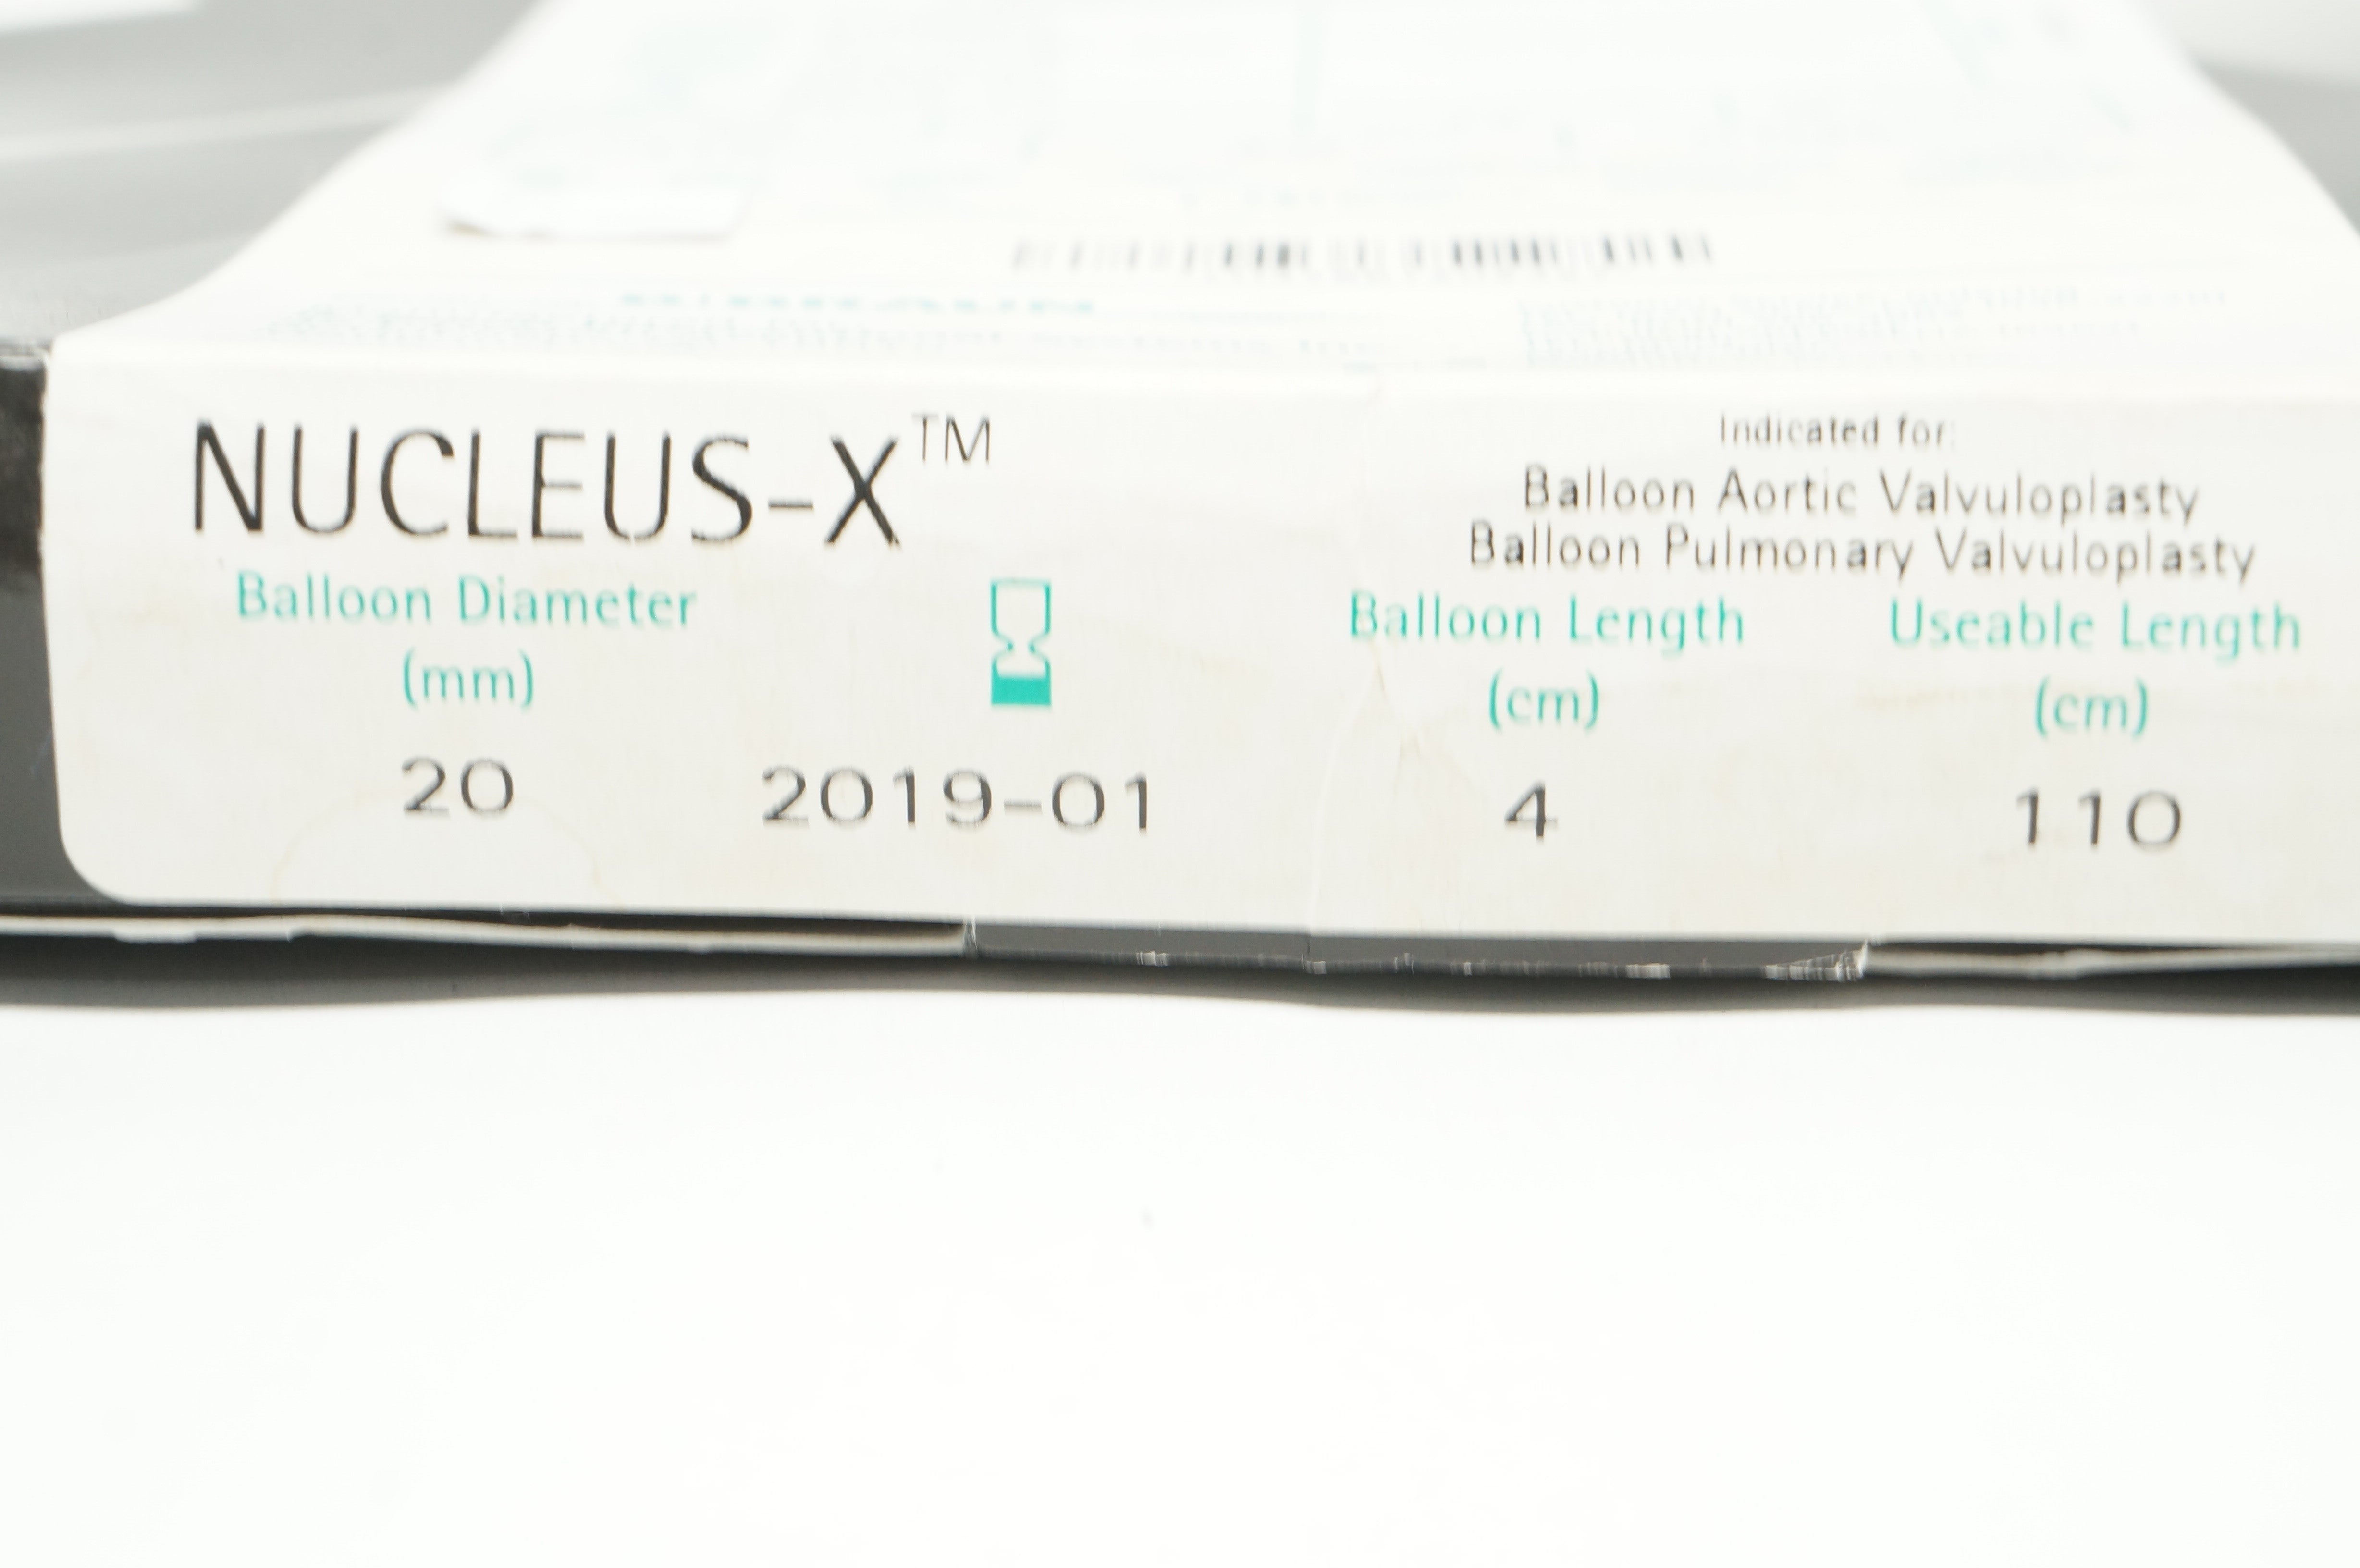 NUCLEUS-X™
Indicated for:
Balloon Aortic Valvuloplasty
Balloon Pulmonary Valvuloplasty
Balloon Diameter
(mm)
20
2019-01
Balloon Length
(cm)
4
Useable Length
(cm)
110